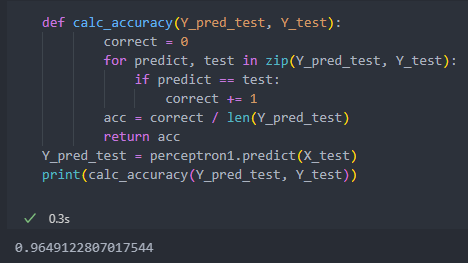 def calc_accuracy(Y_pred_test, Y_test):
        correct = 0
        for predict, test in zip(Y_pred_test, Y_test):
            if predict == test:
                correct += 1
        acc = correct / len(Y_pred_test)
        return acc
Y_pred_test = perceptron1.predict(X_test)
print(calc_accuracy(Y_pred_test, Y_test))
✓ 0.3s
0.9649122807017544